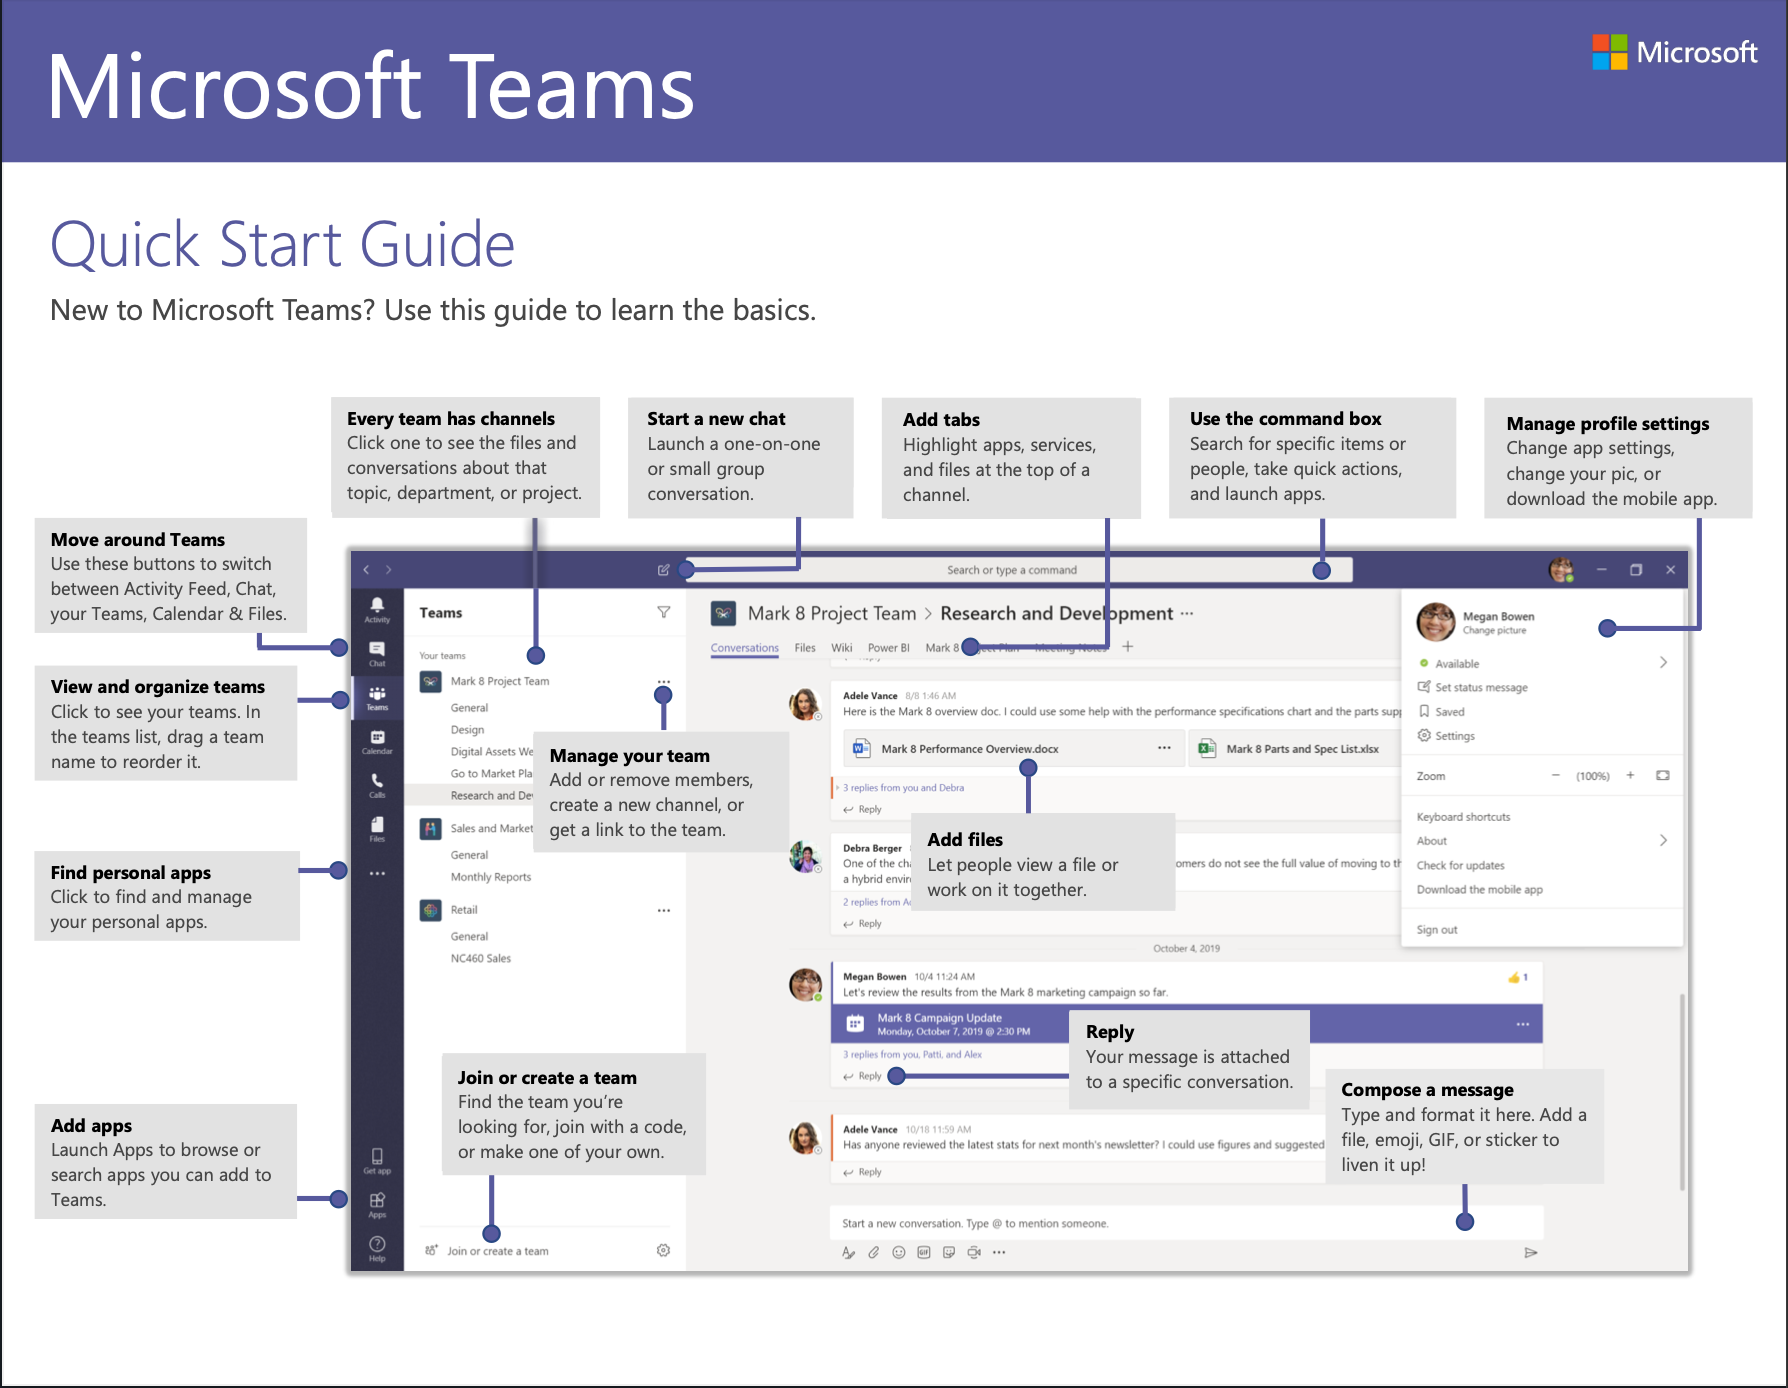 Microsoft Teams
Microsoft
Quick Start Guide
New to Microsoft Teams? Use this guide to learn the basics.
Every team has channels
Click one to see the files and
conversations about that
topic, department, or project.
Start a new chat
Launch a one-on-one
or small group
conversation.
Add tabs
Highlight apps, services,
and files at the top of a
channel.
Use the command box
Search for specific items or
people, take quick actions,
and launch apps.
Manage profile settings
Change app settings,
change your pic, or
download the mobile app.
Move around Teams
Use these buttons to switch
between Activity Feed, Chat,
your Teams, Calendar & Files.
View and organize teams
Click to see your teams. In
the teams list, drag a team
name to reorder it.
Find personal apps
Click to find and manage
your personal apps.
Add apps
Launch Apps to browse or
search apps you can add to
Teams.
Search or type a command
Activity
Chat
Teams
Calendar
Calls
Files
Get app
Apps
Help
Teams
Your teams
Mark 8 Project Team
General
Design
Digital Assets We
Go to Market Pla
Research and De
Sales and Market
General
Monthly Reports
Retail
General
NC460 Sales
Manage your team
Add or remove members,
create a new channel, or
get a link to the team.
Join or create a team
Find the team you're
looking for, join with a code,
or make one of your own.
Join or create a team
Mark 8 Project Team > Research and Development ...
Conversations Files Wiki Power BI Mark 8 Project Plan Meeting Notes +
Adele Vance 8/8 1:46 AM
Here is the Mark 8 overview doc. I could use some help with the performance specifications chart and the parts sup
Mark 8 Performance Overview.docx
Mark 8 Parts and Spec List.xlsx
3 replies from you and Debra
Reply
Add files
Let people view a file or
work on it together.
Debra Berger
One of the cha omers do not see the full value of moving to th
a hybrid envir
2 replies from A
Reply
October 4, 2019
Megan Bowen 10/4 11:24 AM
1
Let's review the results from the Mark 8 marketing campaign so far.
Mark 8 Campaign Update
Monday, October 7, 2019 @ 2:30 PM
3 replies from you, Patti, and Alex
Reply
Reply
Your message is attached
to a specific conversation.
Adele Vance 10/18 11:59 AM
Has anyone reviewed the latest stats for next month's newsletter? I could use figures and suggested
Reply
Compose a message
Type and format it here. Add a
file, emoji, GIF, or sticker to
liven it up!
Start a new conversation. Type @ to mention someone.
GIF
Megan Bowen
Change picture
Available
Set status message
Saved
Settings
Zoom − (100%) +
Keyboard shortcuts
About
Check for updates
Download the mobile app
Sign out